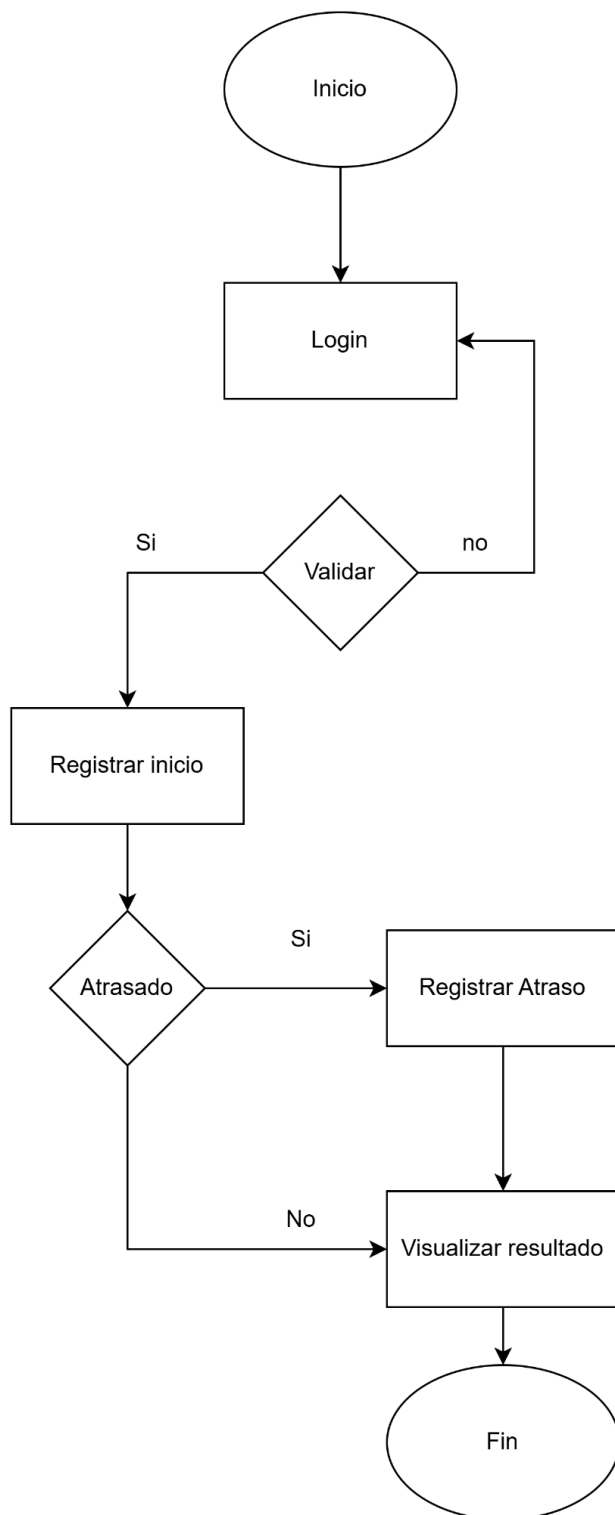 Inicio
Login
Si
Validar
no
Registrar inicio
Atrasado
Si
Registrar Atraso
No
Visualizar resultado
Fin